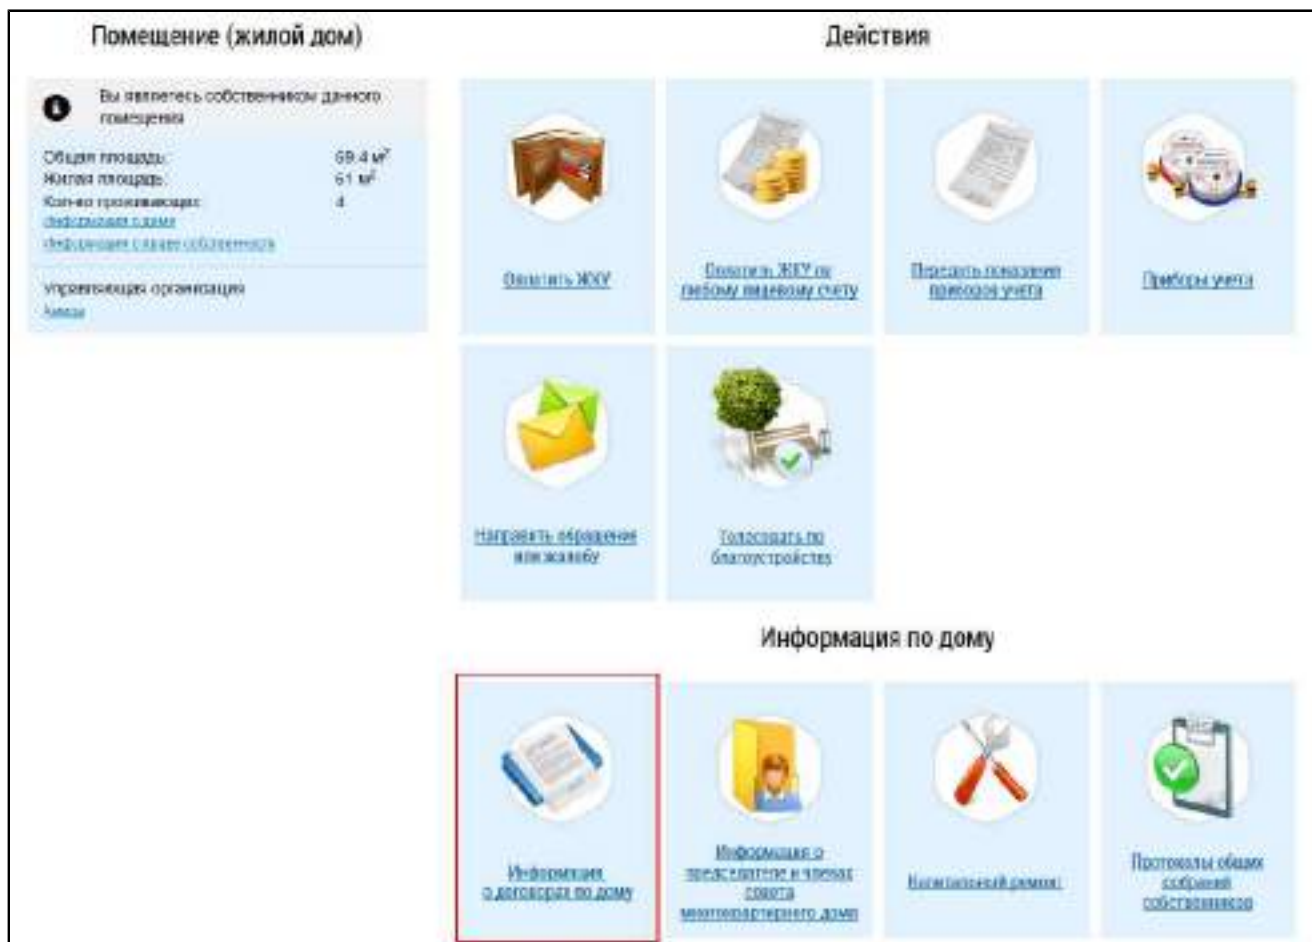 Помещение (жилой дом)
Действия
Вы являетесь собственником данного
помещения
Общая площадь: 69.4 м²
Жилая площадь: 61 м²
Кол-во проживающих: 4
Информация о доме
Информация о праве собственности
Управляющая организация
Оплатить ЖКУ
Оплатить ЖКУ по
любому лицевому счету
Передать показания
приборов учета
Приборы учета
Направить обращение
или жалобу
Голосовать по
благоустройству
Информация по дому
Информация
о договорах по дому
Информация о
председателе и членах
совета
многоквартирного дома
Капитальный ремонт
Протоколы общих
собраний
собственников